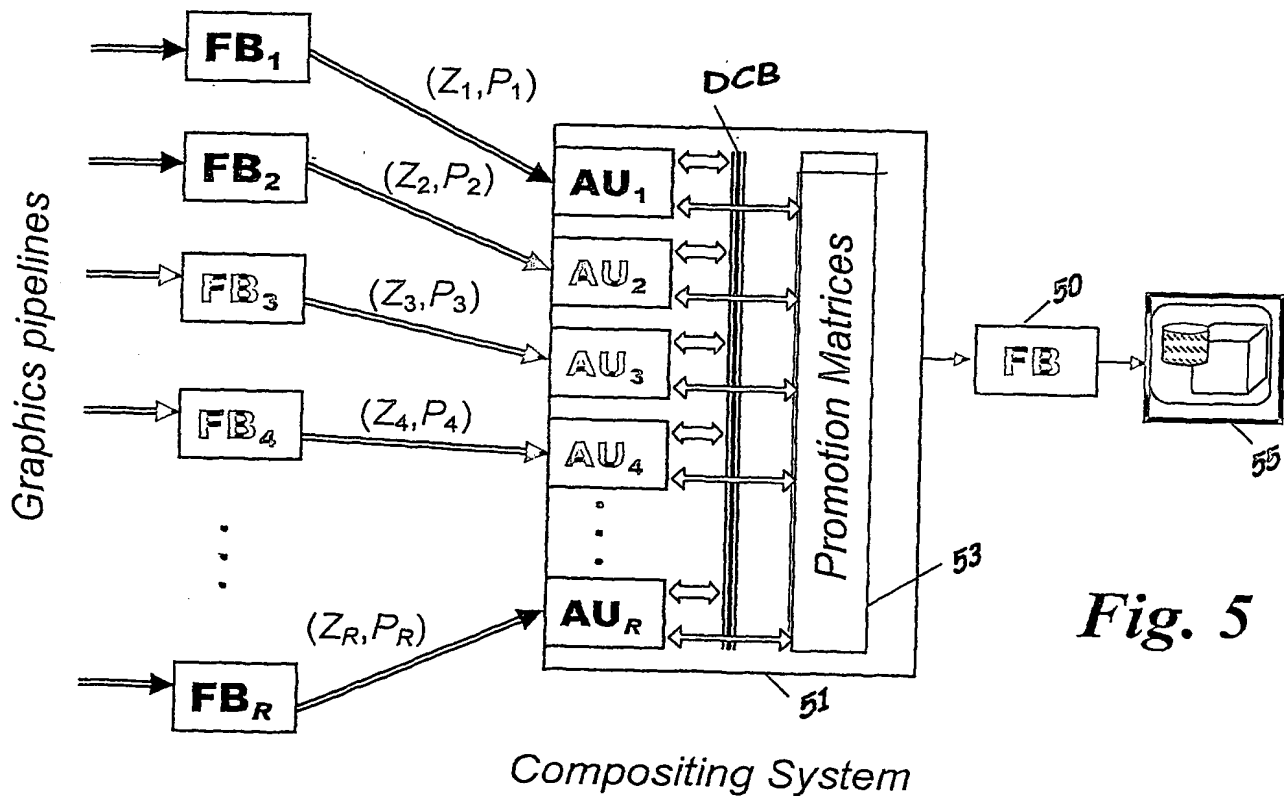 Graphics pipelines
FB1
FB2
FB3
FB4
FBR
(Z1,P1)
(Z2,P2)
(Z3,P3)
(Z4,P4)
(ZR,PR)
DCB
AU1
AU2
AU3
AU4
AUR
Promotion Matrices
53
51
50
FB
55
Fig. 5
Compositing System